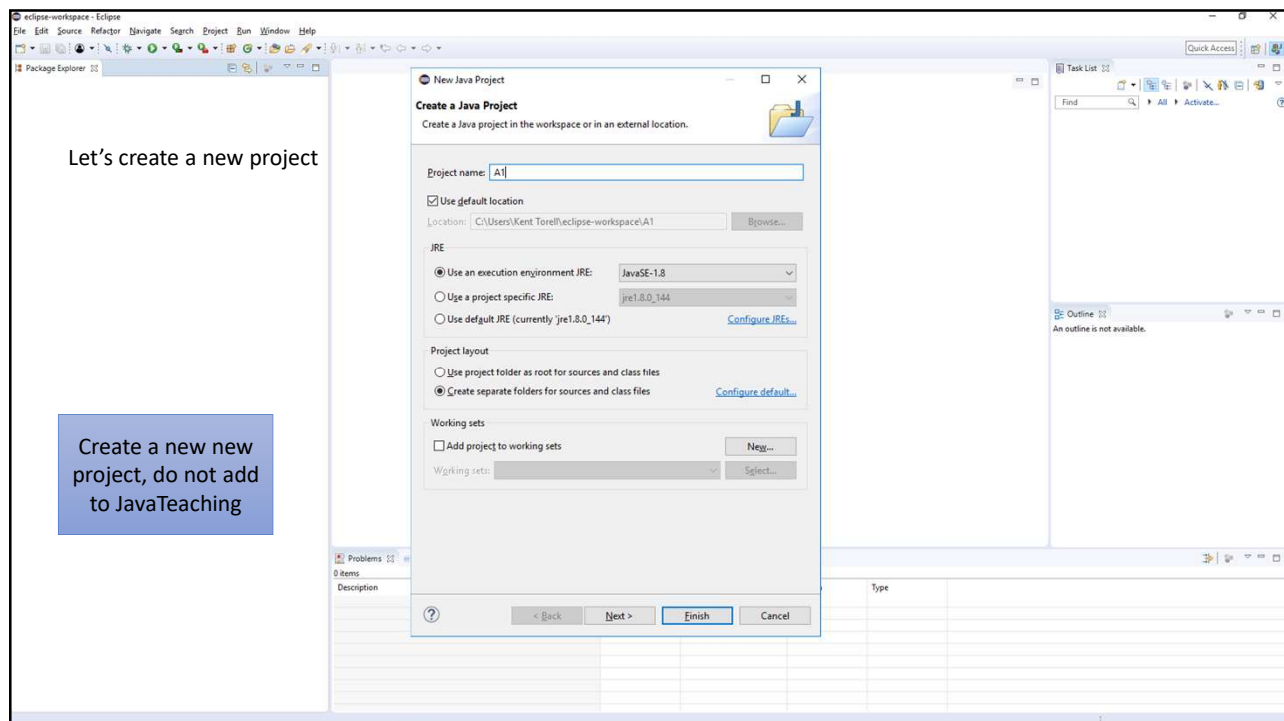 eclipse-workspace - Eclipse
File Edit Source Refactor Navigate Search Project Run Window Help
Quick Access
Package Explorer
Task List
Find All Activate...
Let's create a new project
Create a new new
project, do not add
to JavaTeaching
New Java Project
Create a Java Project
Create a Java project in the workspace or in an external location.
Project name: A1
Use default location
Location: C:\Users\Kent Torell\eclipse-workspace\A1 Browse...
JRE
Use an execution environment JRE: JavaSE-1.8
Use a project specific JRE: jre1.8.0_144
Use default JRE (currently 'jre1.8.0_144') Configure JREs...
Project layout
Use project folder as root for sources and class files
Create separate folders for sources and class files Configure default...
Working sets
Add project to working sets New...
Working sets: Select...
< Back Next > Finish Cancel
Outline
An outline is not available.
Problems
0 items
Description Type